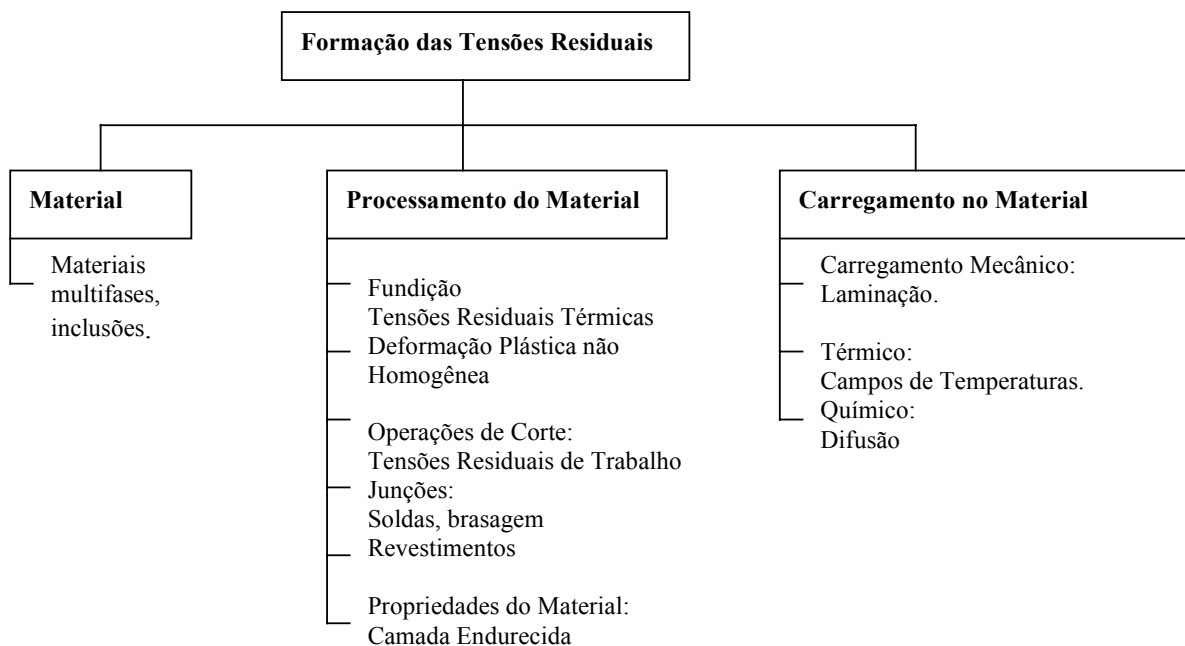 Formação das Tensões Residuais
Material
Materiais
multifases,
inclusões.
Processamento do Material
Fundição
Tensões Residuais Térmicas
Deformação Plástica não
Homogênea
Operações de Corte:
Tensões Residuais de Trabalho
Junções:
Soldas, brasagem
Revestimentos
Propriedades do Material:
Camada Endurecida
Carregamento no Material
Carregamento Mecânico:
Laminação.
Térmico:
Campos de Temperaturas.
Químico:
Difusão